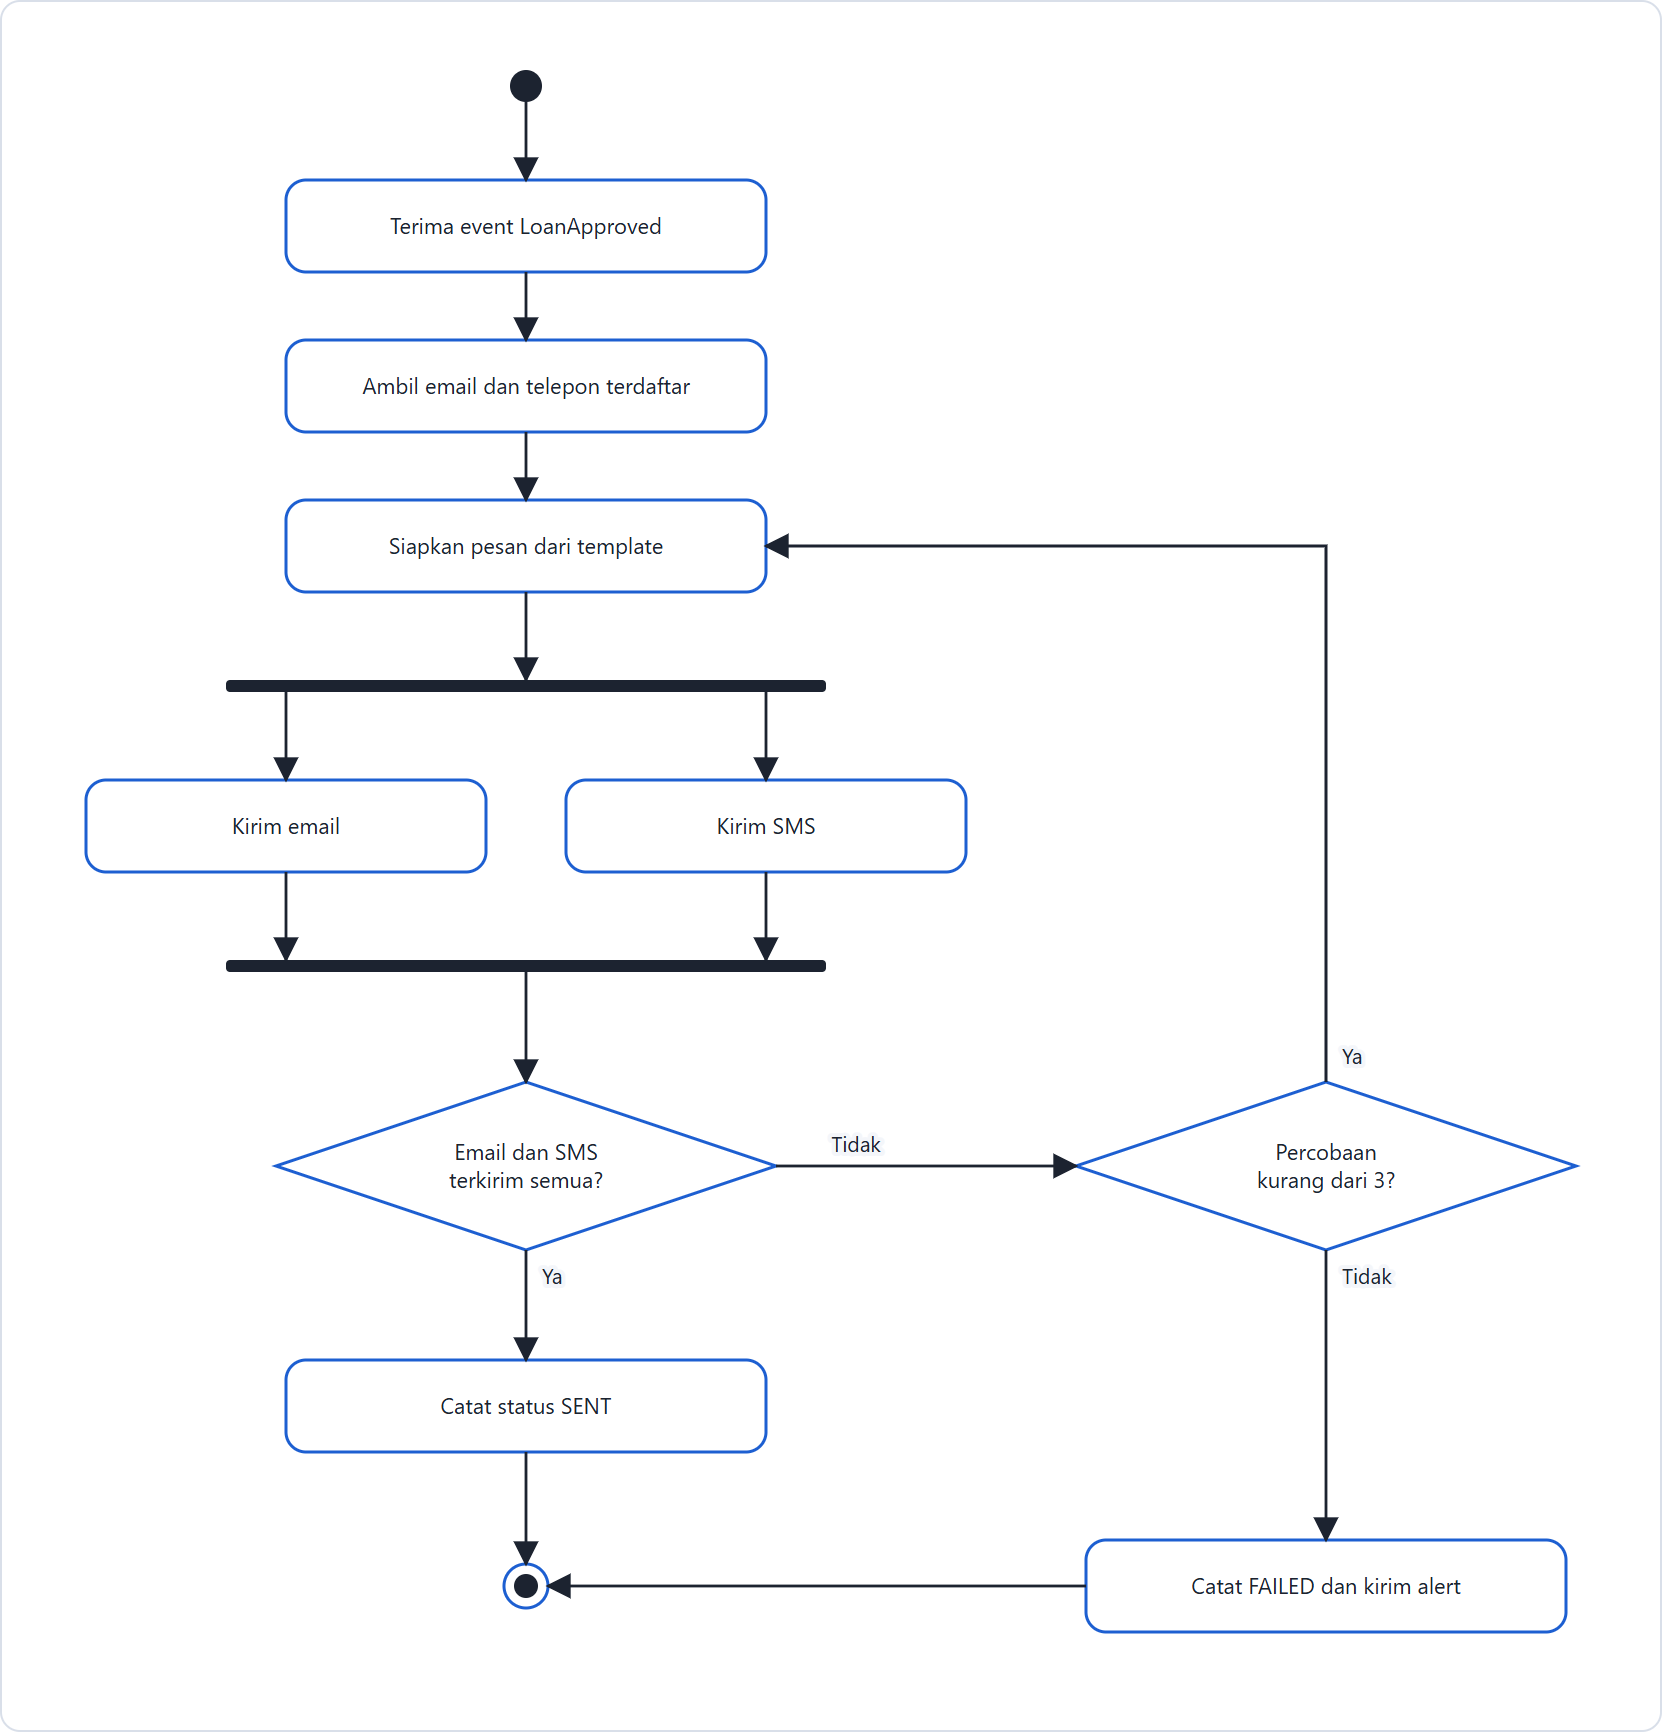 Terima event LoanApproved
Ambil email dan telepon terdaftar
Siapkan pesan dari template
Kirim email
Kirim SMS
Ya
Email dan SMS
terkirim semua?
Tidak
Percobaan
kurang dari 3?
Ya
Tidak
Catat status SENT
Catat FAILED dan kirim alert